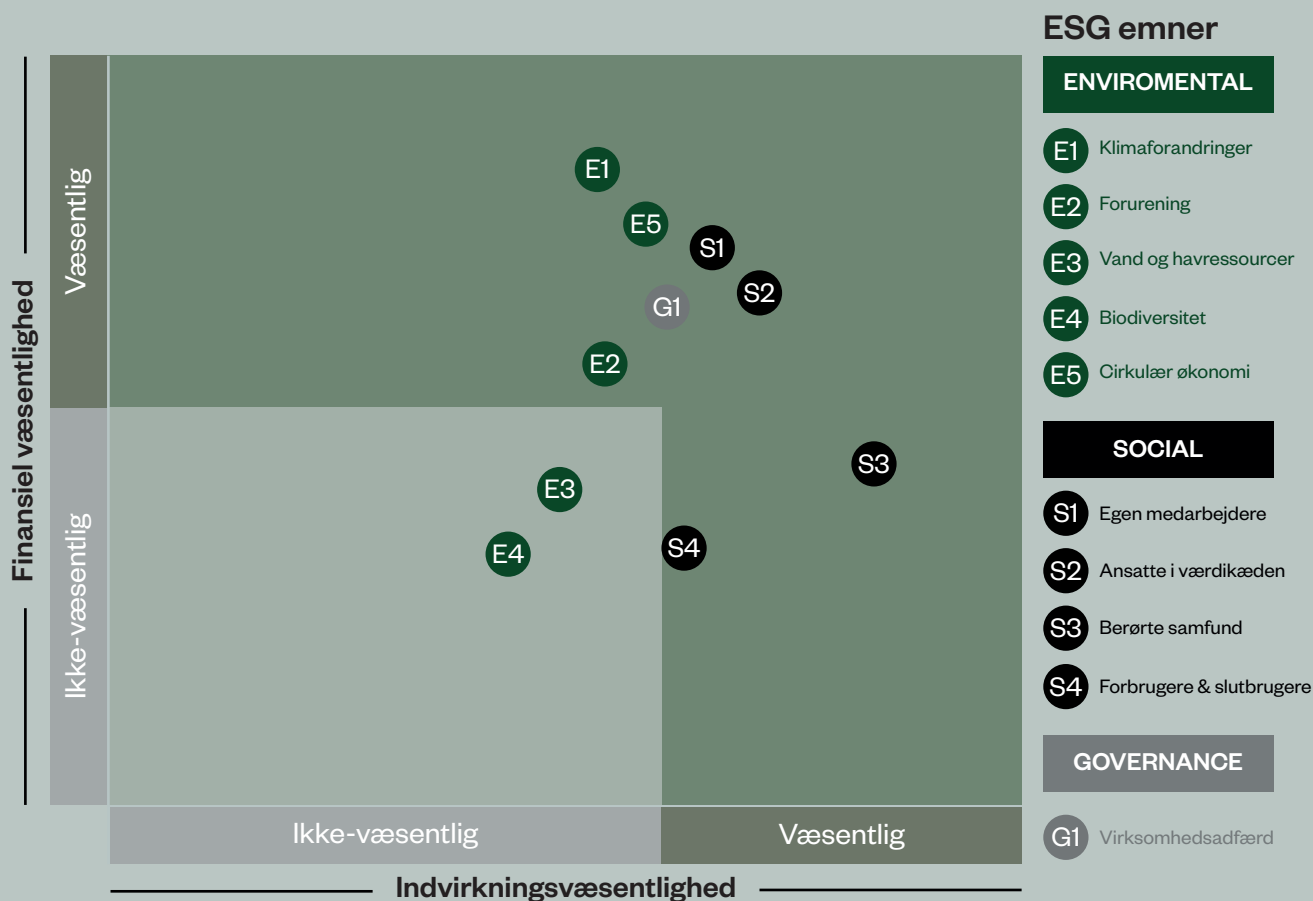 ESG emner
ENVIROMENTAL
E1 Klimaforandringer
E2 Forurening
E3 Vand og havressourcer
E4 Biodiversitet
E5 Cirkulær økonomi
SOCIAL
S1 Egen medarbejdere
S2 Ansatte i værdikæden
S3 Berørte samfund
S4 Forbrugere & slutbrugere
GOVERNANCE
G1 Virksomhedsadfærd
Finansiel væsentlighed
Væsentlig
Ikke-væsentlig
E1
E5
S1
S2
G1
E2
S3
E3
S4
E4
Ikke-væsentlig
Væsentlig
Indvirkningsvæsentlighed